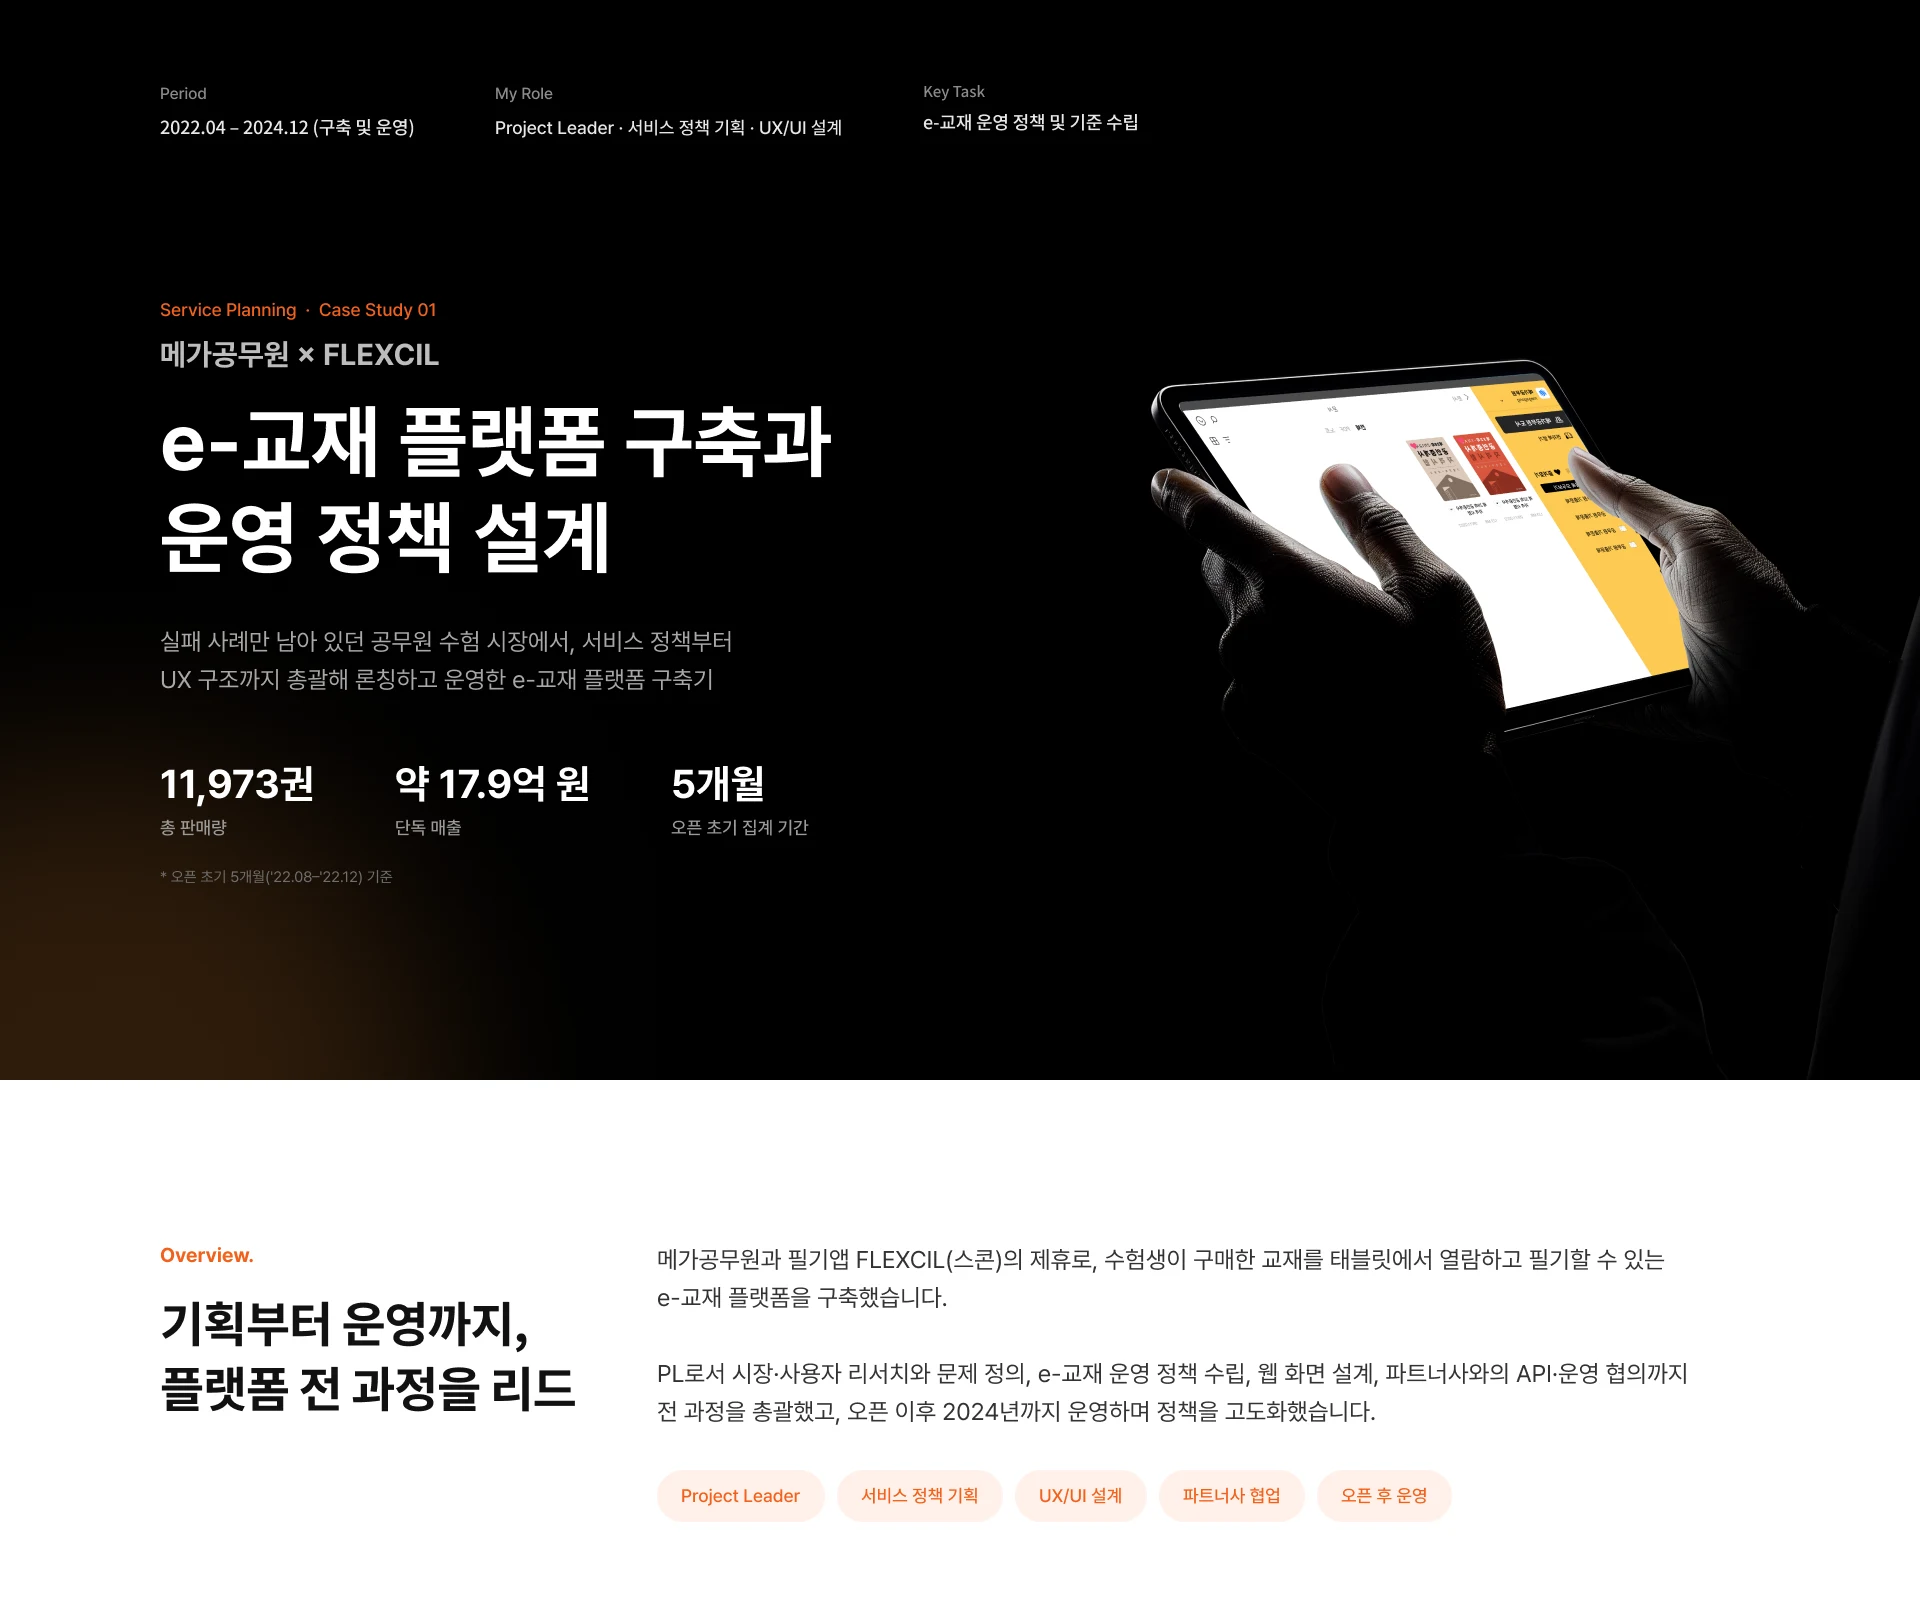 Period
2022.04 – 2024.12 (구축 및 운영)
My Role
Project Leader · 서비스 정책 기획 · UX/UI 설계
Key Task
e-교재 운영 정책 및 기준 수립
Service Planning · Case Study 01
메가공무원 × FLEXCIL
e-교재 플랫폼 구축과
운영 정책 설계
실패 사례만 남아 있던 공무원 수험 시장에서, 서비스 정책부터
UX 구조까지 총괄해 론칭하고 운영한 e-교재 플랫폼 구축기
11,973권
총 판매량
약 17.9억 원
단독 매출
5개월
오픈 초기 집계 기간
* 오픈 초기 5개월('22.08–'22.12) 기준
Overview.
기획부터 운영까지,
플랫폼 전 과정을 리드
메가공무원과 필기앱 FLEXCIL(스콘)의 제휴로, 수험생이 구매한 교재를 태블릿에서 열람하고 필기할 수 있는
e-교재 플랫폼을 구축했습니다.
PL로서 시장·사용자 리서치와 문제 정의, e-교재 운영 정책 수립, 웹 화면 설계, 파트너사와의 API·운영 협의까지
전 과정을 총괄했고, 오픈 이후 2024년까지 운영하며 정책을 고도화했습니다.
Project Leader
서비스 정책 기획
UX/UI 설계
파트너사 협업
오픈 후 운영